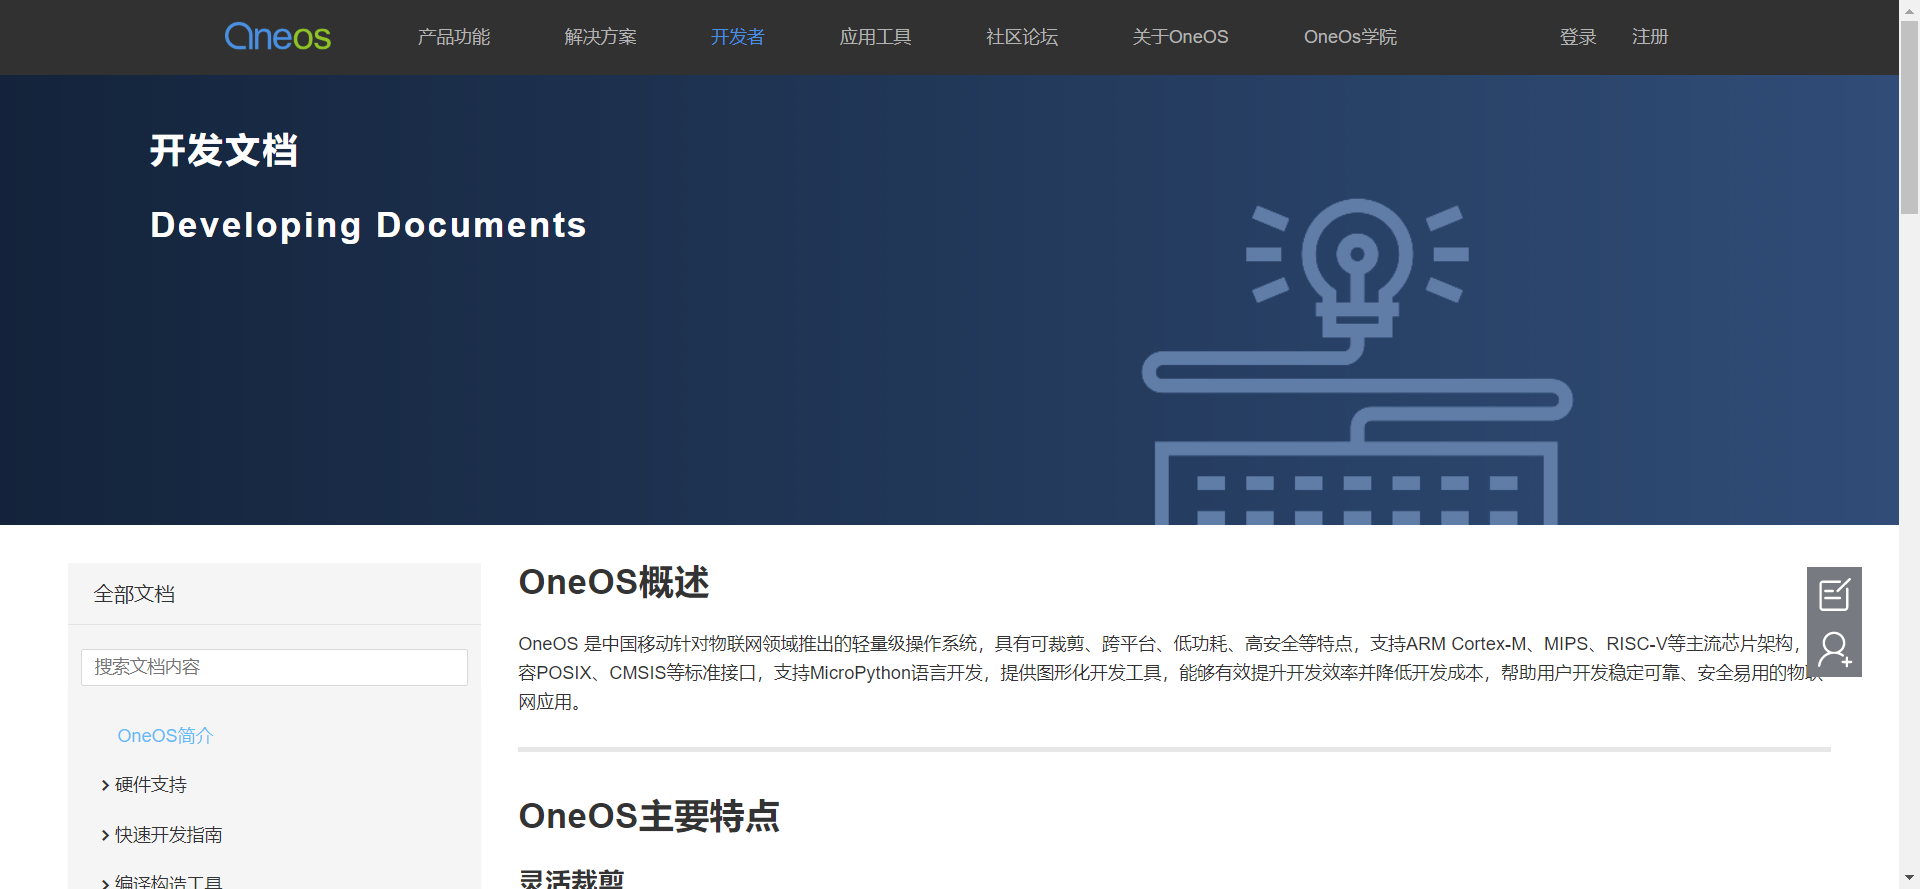 Oneos 产品功能 解决方案 开发者 应用工具 社区论坛 关于OneOS OneOs学院 登录 注册
开发文档
Developing Documents
全部文档
搜索文档内容
OneOS简介
硬件支持
快速开发指南
编译构造工具
OneOS概述
OneOS 是中国移动针对物联网领域推出的轻量级操作系统，具有可裁剪、跨平台、低功耗、高安全等特点，支持ARM Cortex-M、MIPS、RISC-V等主流芯片架构，
容POSIX、CMSIS等标准接口，支持MicroPython语言开发，提供图形化开发工具，能够有效提升开发效率并降低开发成本，帮助用户开发稳定可靠、安全易用的物联
网应用。
OneOS主要特点
灵活裁剪